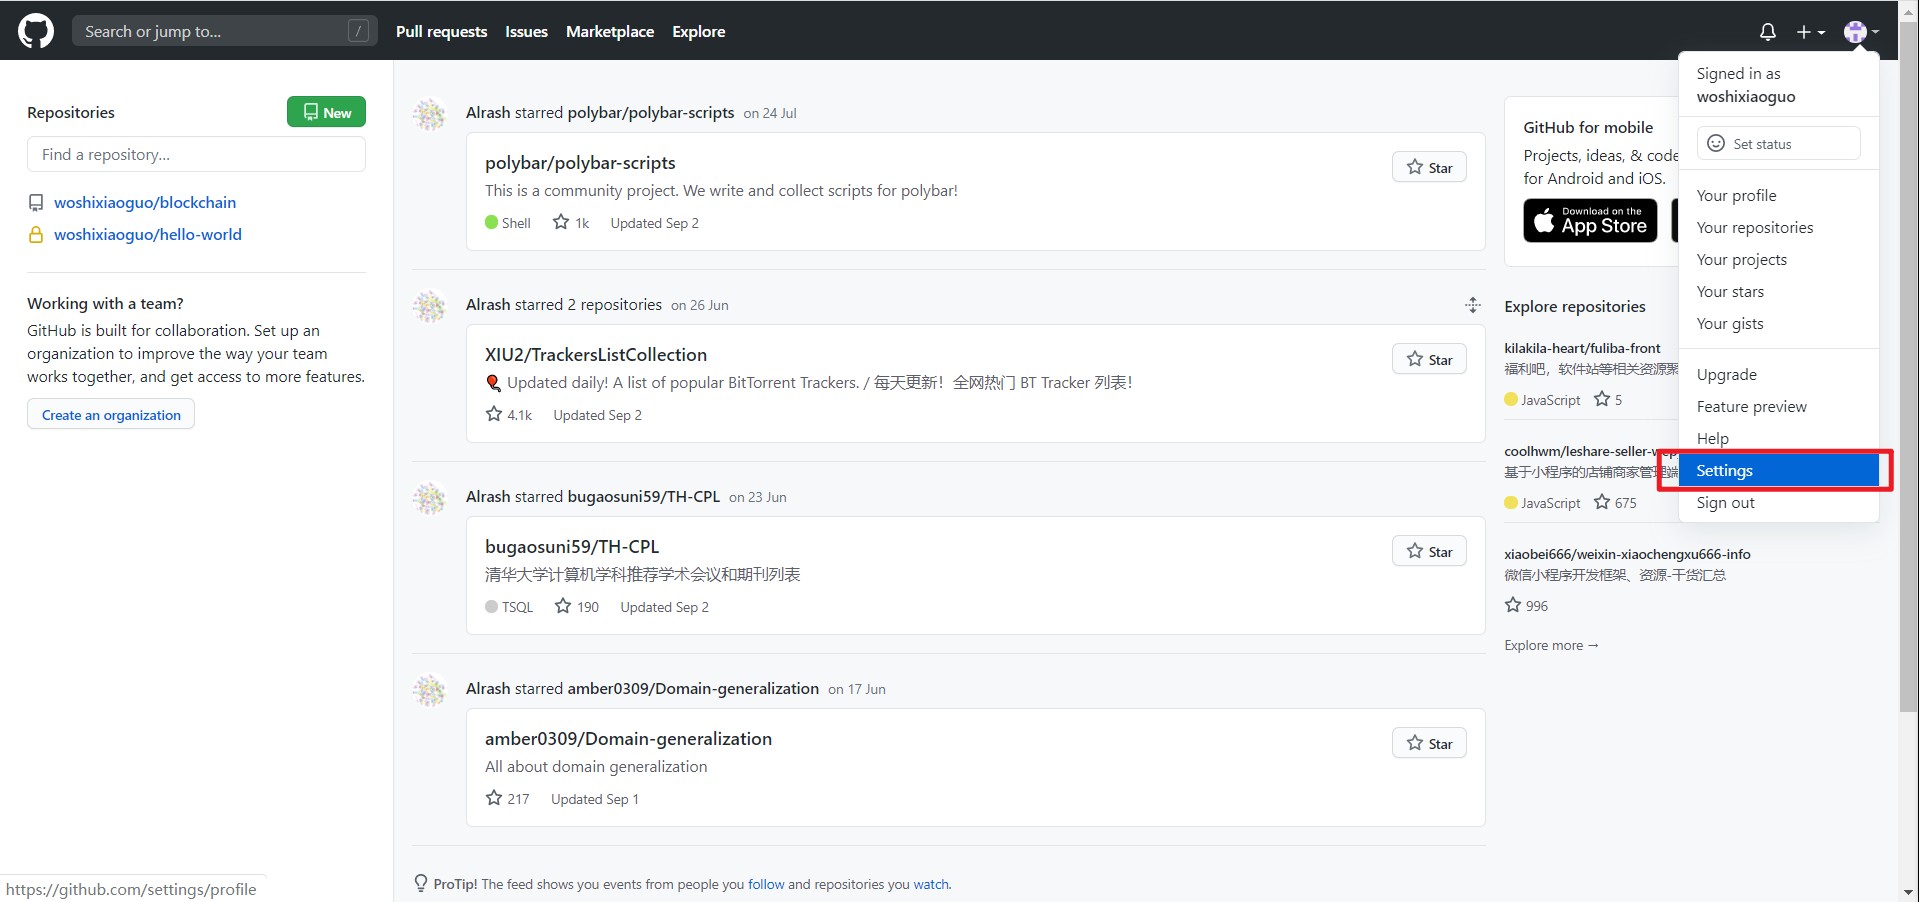 Search or jump to...
/
Pull requests
Issues
Marketplace
Explore
Repositories
New
Find a repository...
woshixiaoguo/blockchain
woshixiaoguo/hello-world
Working with a team?
GitHub is built for collaboration. Set up an
organization to improve the way your team
works together, and get access to more features.
Create an organization
Alrash starred polybar/polybar-scripts on 24 Jul
polybar/polybar-scripts
Star
This is a community project. We write and collect scripts for polybar!
Shell 1k Updated Sep 2
Alrash starred 2 repositories on 26 Jun
XIU2/TrackersListCollection
Star
Updated daily! A list of popular BitTorrent Trackers. / 每天更新！全网热门 BT Tracker 列表！
4.1k Updated Sep 2
Alrash starred bugaosuni59/TH-CPL on 23 Jun
bugaosuni59/TH-CPL
Star
清华大学计算机学科推荐学术会议和期刊列表
TSQL 190 Updated Sep 2
Alrash starred amber0309/Domain-generalization on 17 Jun
amber0309/Domain-generalization
Star
All about domain generalization
217 Updated Sep 1
ProTip! The feed shows you events from people you follow and repositories you watch.
GitHub for mobile
Projects, ideas, & code
for Android and iOS.
Download on the
App Store
Explore repositories
kilakila-heart/fuliba-front
福利吧，软件站等相关资源聚
JavaScript 5
coolhwm/leshare-seller-wep
基于小程序的店铺商家管理端
JavaScript 675
xiaobei666/weixin-xiaochengxu666-info
微信小程序开发框架、资源-干货汇总
996
Explore more →
Signed in as
woshixiaoguo
Set status
Your profile
Your repositories
Your projects
Your stars
Your gists
Upgrade
Feature preview
Help
Settings
Sign out
https://github.com/settings/profile